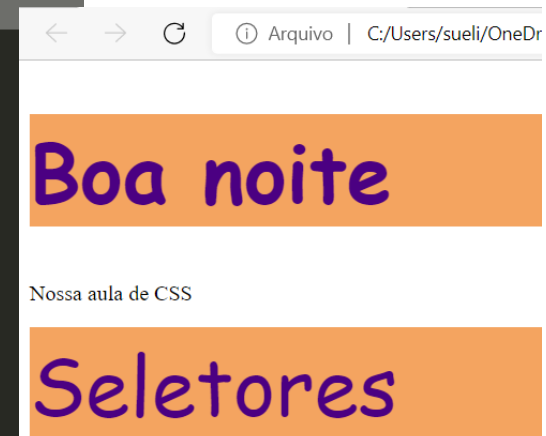 Arquivo | C:/Users/sueli/OneDr
Boa noite
Nossa aula de CSS
Seletores